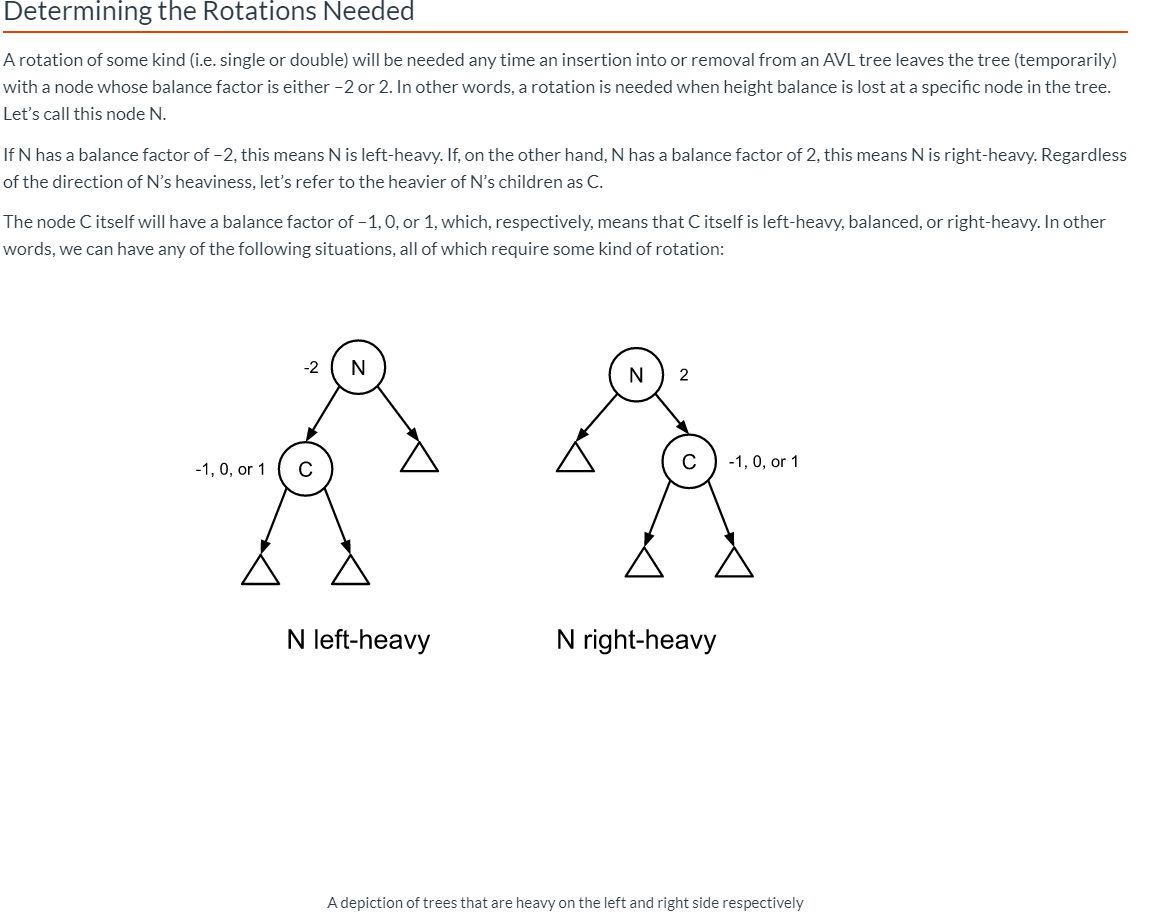 Determining the Rotations Needed
A rotation of some kind (i.e. single or double) will be needed any time an insertion into or removal from an AVL tree leaves the tree (temporarily)
with a node whose balance factor is either −2 or 2. In other words, a rotation is needed when height balance is lost at a specific node in the tree.
Let's call this node N.
If N has a balance factor of −2, this means N is left-heavy. If, on the other hand, N has a balance factor of 2, this means N is right-heavy. Regardless
of the direction of N's heaviness, let's refer to the heavier of N's children as C.
The node C itself will have a balance factor of −1, 0, or 1, which, respectively, means that C itself is left-heavy, balanced, or right-heavy. In other
words, we can have any of the following situations, all of which require some kind of rotation:
-2 N
-1, 0, or 1 C
N left-heavy
N 2
C -1, 0, or 1
N right-heavy
A depiction of trees that are heavy on the left and right side respectively